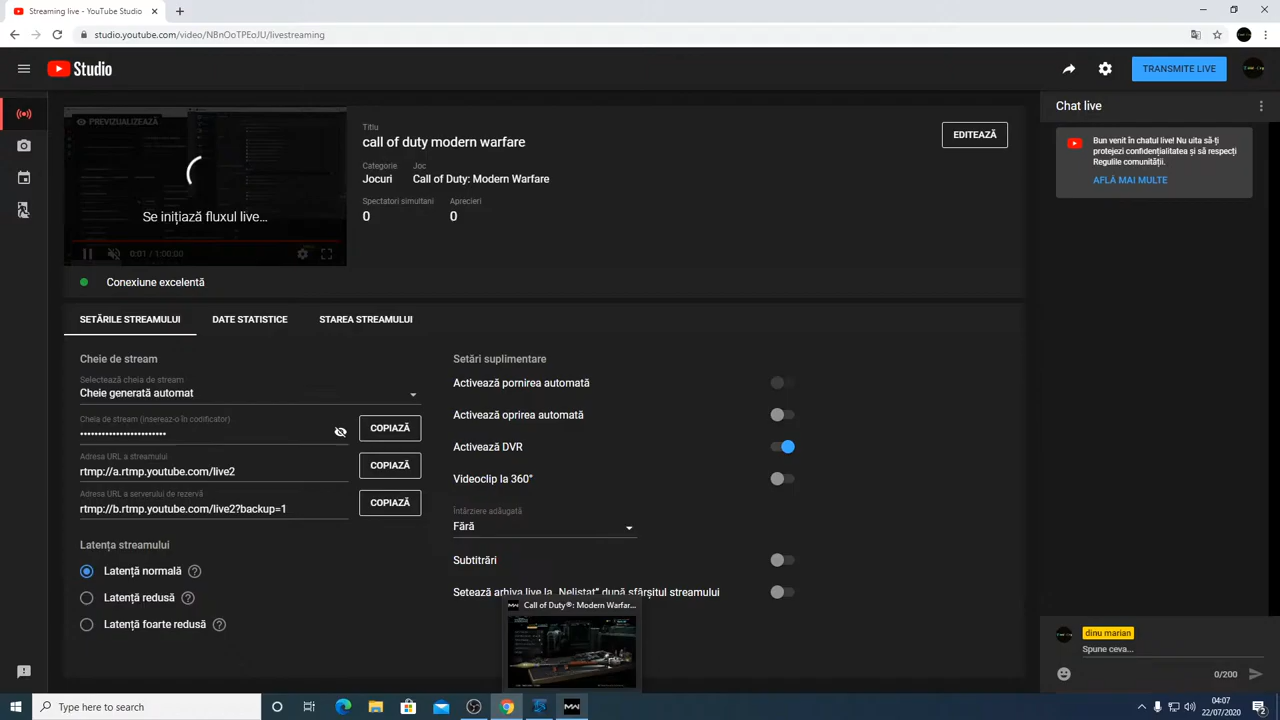 Streaming live - YouTube Studio
studio.youtube.com/video/NBnOoTPEoJU/livestreaming
Studio
TRANSMITE LIVE
PREVIZUALIZEAZĂ
Se inițiază fluxul live...
0:01 / 1:00:00
Titlu
call of duty modern warfare
EDITEAZĂ
Categorie
Joc
Jocuri
Call of Duty: Modern Warfare
Spectatori simultani
Aprecieri
0
0
Conexiune excelentă
SETĂRILE STREAMULUI
DATE STATISTICE
STAREA STREAMULUI
Cheie de stream
Selectează cheia de stream
Cheie generată automat
Cheia de stream (insereaz-o în codificator)
••••••••••••••••••••••••
COPIAZĂ
Adresa URL a streamului
rtmp://a.rtmp.youtube.com/live2
COPIAZĂ
Adresa URL a serverului de rezervă
rtmp://b.rtmp.youtube.com/live2?backup=1
COPIAZĂ
Latența streamului
Latență normală
Latență redusă
Latență foarte redusă
Setări suplimentare
Activează pornirea automată
Activează oprirea automată
Activează DVR
Videoclip la 360°
Întârziere adăugată
Fără
Subtitrări
Setează arhiva live la „Nelistat” după sfârșitul streamului
Call of Duty®: Modern Warfar...
Chat live
Bun venit în chatul live! Nu uita să-ți
protejezi confidențialitatea și să respecți
Regulile comunității.
AFLĂ MAI MULTE
dinu marian
Spune ceva...
0/200
Type here to search
04:07
22/07/2020
2